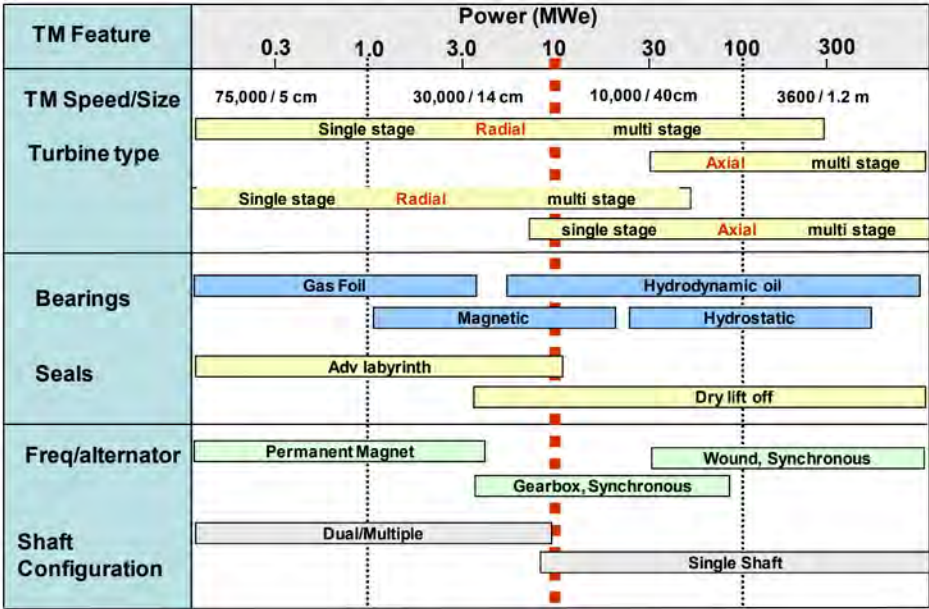 Power (MWe)
TM Feature
0.3 1.0 3.0 10 30 100 300
TM Speed/Size 75,000 / 5 cm 30,000 / 14 cm 10,000 / 40cm 3600 / 1.2 m
Single stage Radial multi stage
Turbine type
Axial multi stage
Single stage Radial multi stage
single stage Axial multi stage
Bearings Gas Foil Hydrodynamic oil
Magnetic Hydrostatic
Seals Adv labyrinth
Dry lift off
Freq/alternator Permanent Magnet Wound, Synchronous
Gearbox, Synchronous
Dual/Multiple
Shaft
Configuration
Single Shaft